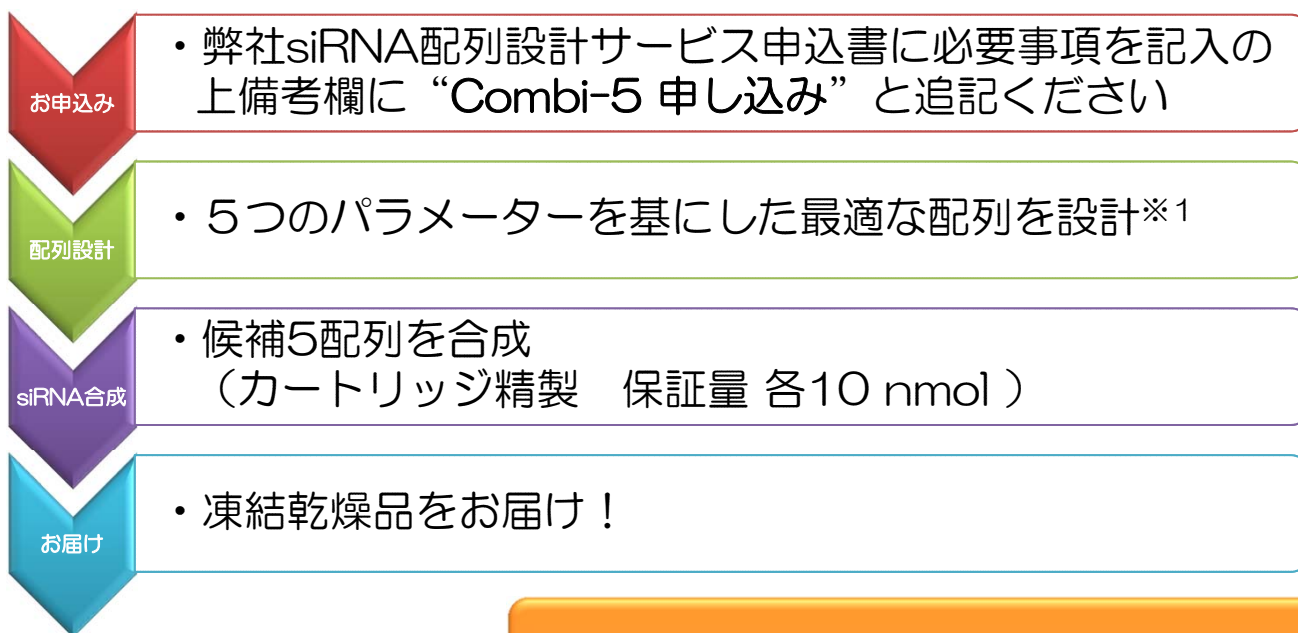 お申込み
・弊社siRNA配列設計サービス申込書に必要事項を記入の
上備考欄に“Combi-5 申し込み”と追記ください
配列設計
・５つのパラメーターを基にした最適な配列を設計※1
siRNA合成
・候補5配列を合成
（カートリッジ精製　保証量 各10 nmol ）
お届け
・凍結乾燥品をお届け！